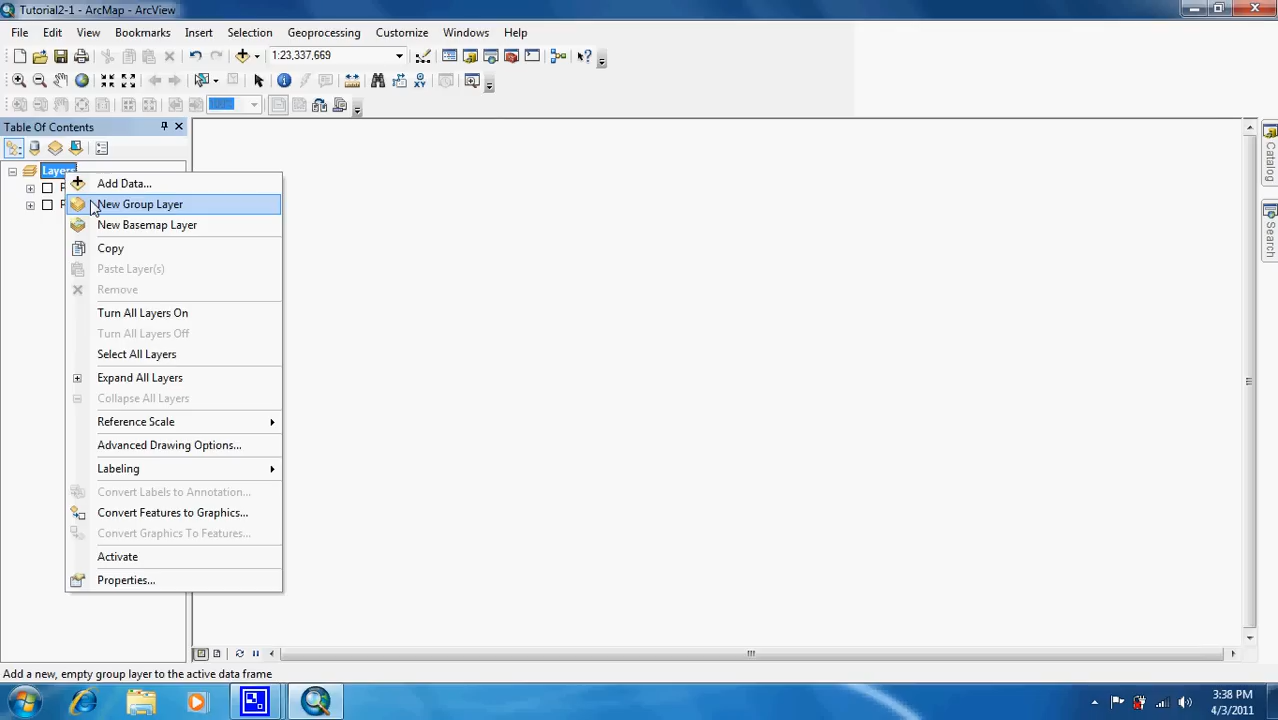 Tutorial2-1 - ArcMap - ArcView
File Edit View Bookmarks Insert Selection Geoprocessing Customize Windows Help
1:23,337,669
100%
Table Of Contents
Layers
Add Data...
New Group Layer
New Basemap Layer
Copy
Paste Layer(s)
Remove
Turn All Layers On
Turn All Layers Off
Select All Layers
Expand All Layers
Collapse All Layers
Reference Scale
Advanced Drawing Options...
Labeling
Convert Labels to Annotation...
Convert Features to Graphics...
Convert Graphics To Features...
Activate
Properties...
Catalog
Search
Add a new, empty group layer to the active data frame
3:38 PM
4/3/2011